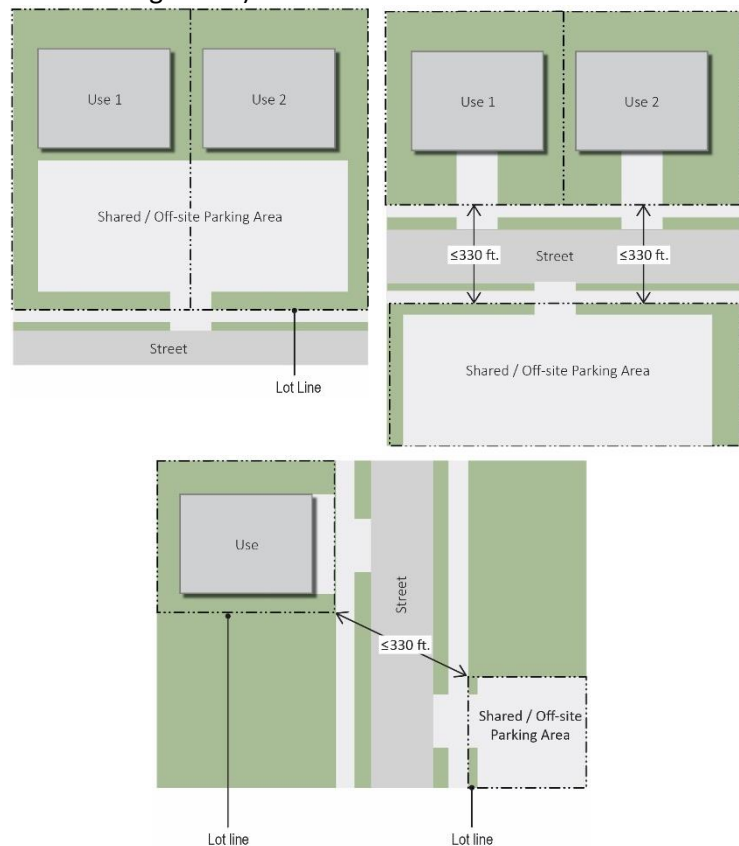 Use 1
Use 2
Shared / Off-site Parking Area
Street
Lot Line
Use 1
Use 2
≤330 ft.
Street
≤330 ft.
Shared / Off-site Parking Area
Use
Street
≤330 ft.
Shared / Off-site
Parking Area
Lot line
Lot line